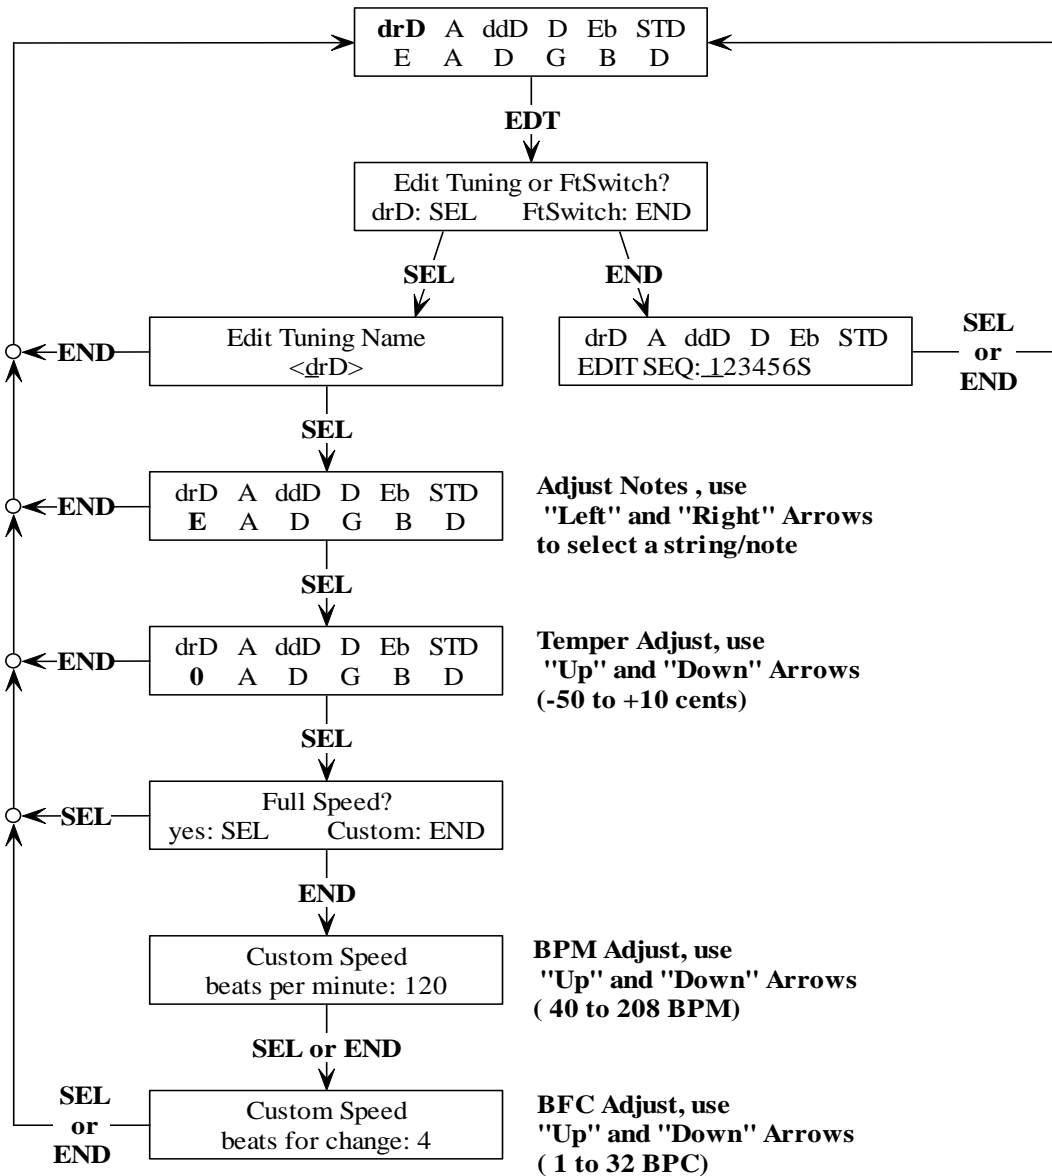 drD A ddD D Eb STD
E A D G B D
EDT
Edit Tuning or FtSwitch?
drD: SEL FtSwitch: END
SEL
END
Edit Tuning Name
<drD>
END
drD A ddD D Eb STD
EDIT SEQ: 123456S
SEL
or
END
SEL
drD A ddD D Eb STD
E A D G B D
END
Adjust Notes , use
"Left" and "Right" Arrows
to select a string/note
SEL
drD A ddD D Eb STD
0 A D G B D
END
Temper Adjust, use
"Up" and "Down" Arrows
(-50 to +10 cents)
SEL
Full Speed?
yes: SEL Custom: END
SEL
END
Custom Speed
beats per minute: 120
BPM Adjust, use
"Up" and "Down" Arrows
( 40 to 208 BPM)
SEL or END
Custom Speed
beats for change: 4
SEL
or
END
BFC Adjust, use
"Up" and "Down" Arrows
( 1 to 32 BPC)